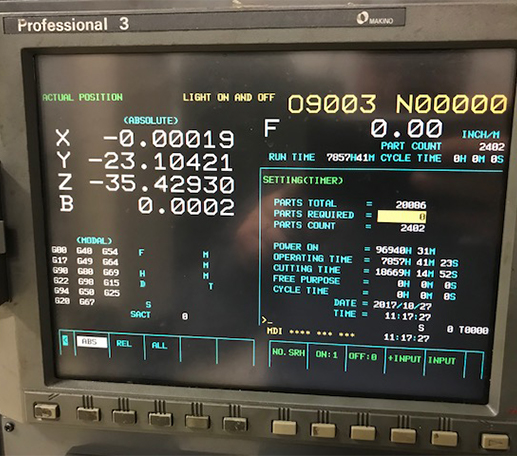 Professional 3
MAKINO
ACTUAL POSITION
LIGHT ON AND OFF
O9003 N00000
(ABSOLUTE)
X -0.00019
Y -23.10421
Z -35.42930
B 0.0002
F 0.00 INCH/M
PART COUNT 2402
RUN TIME 7057H41M CYCLE TIME 0H 0M 0S
SETTING(TIMER)
PARTS TOTAL = 20086
PARTS REQUIRED = 0
PARTS COUNT = 2402
POWER ON = 96940H 31M
OPERATING TIME = 7057H 41M 23S
CUTTING TIME = 10669H 14M 52S
FREE PURPOSE = 0H 0M 0S
CYCLE TIME = 0H 0M 0S
DATE = 2017/10/27
TIME = 11:17:27
(MODAL)
G00 G40 G54 F M
G17 G49 G64 M
G90 G80 G69 H M
G22 G98 G15 D T
G94 G50 G25
G20 G67 S
SACT 0
>_
S 0 T0000
MDI **** *** *** 11:17:27
< ABS REL ALL
NO.SRH ON:1 OFF:0 +INPUT INPUT